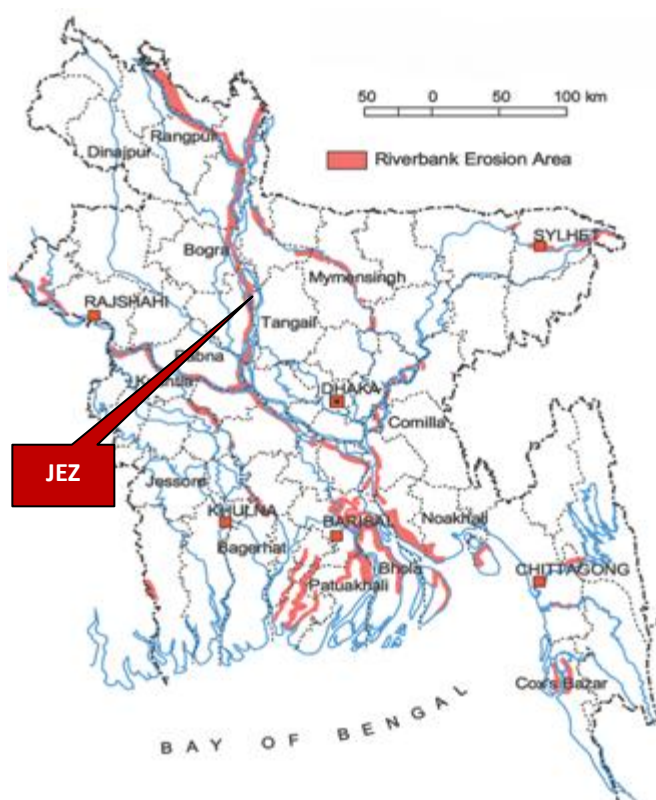 50 0 50 100 km
Riverbank Erosion Area
Rangpur
Dinajpur
SYLHET
Bogra
Mymensingh
RAJSHAHI
Tangail
Pabna
Kushtia
DHAKA
Comilla
JEZ
Jessore
KHULNA
BARISAL
Noakhali
Bagerhat
Bhola
CHITTAGONG
Patuakhali
Cox's Bazar
BAY OF BENGAL